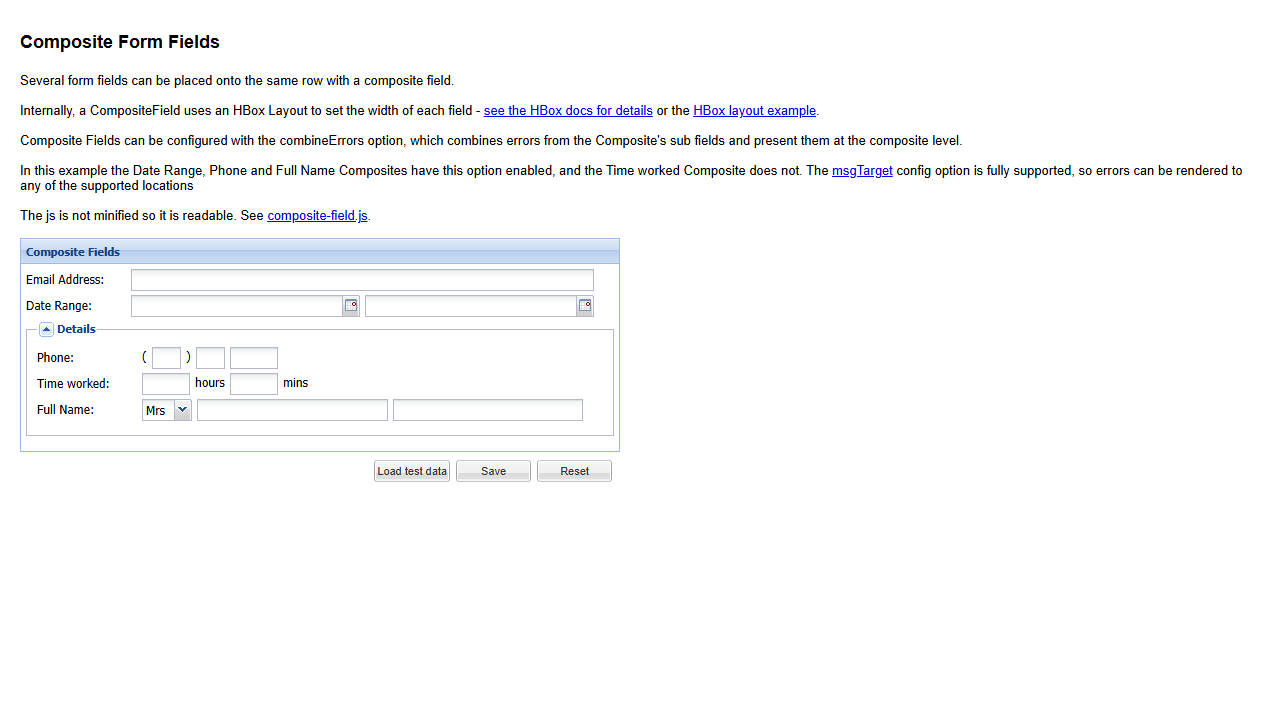 Composite Form Fields
Several form fields can be placed onto the same row with a composite field.
Internally, a CompositeField uses an HBox Layout to set the width of each field - see the HBox docs for details or the HBox layout example.
Composite Fields can be configured with the combineErrors option, which combines errors from the Composite's sub fields and present them at the composite level.
In this example the Date Range, Phone and Full Name Composites have this option enabled, and the Time worked Composite does not. The msgTarget config option is fully supported, so errors can be rendered to
any of the supported locations
The js is not minified so it is readable. See composite-field.js.
Composite Fields
Email Address:
Date Range:
Details
Phone: ( )
Time worked: hours mins
Full Name: Mrs
Load test data Save Reset